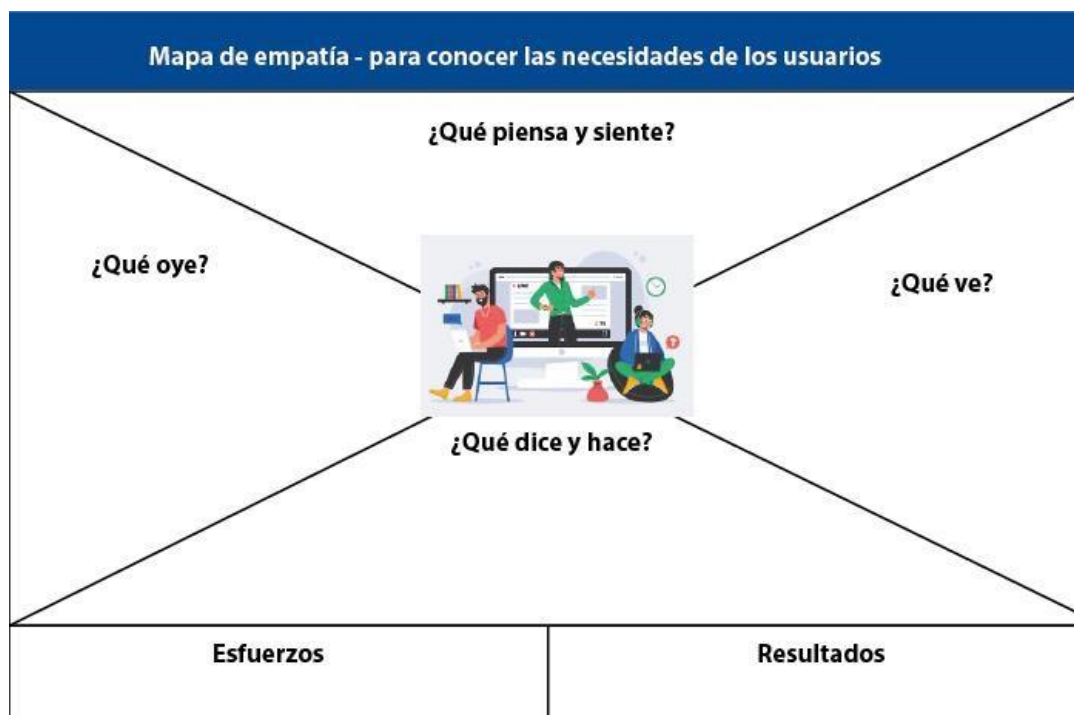 Mapa de empatía - para conocer las necesidades de los usuarios
¿Qué piensa y siente?
¿Qué oye?
¿Qué ve?
¿Qué dice y hace?
Esfuerzos
Resultados